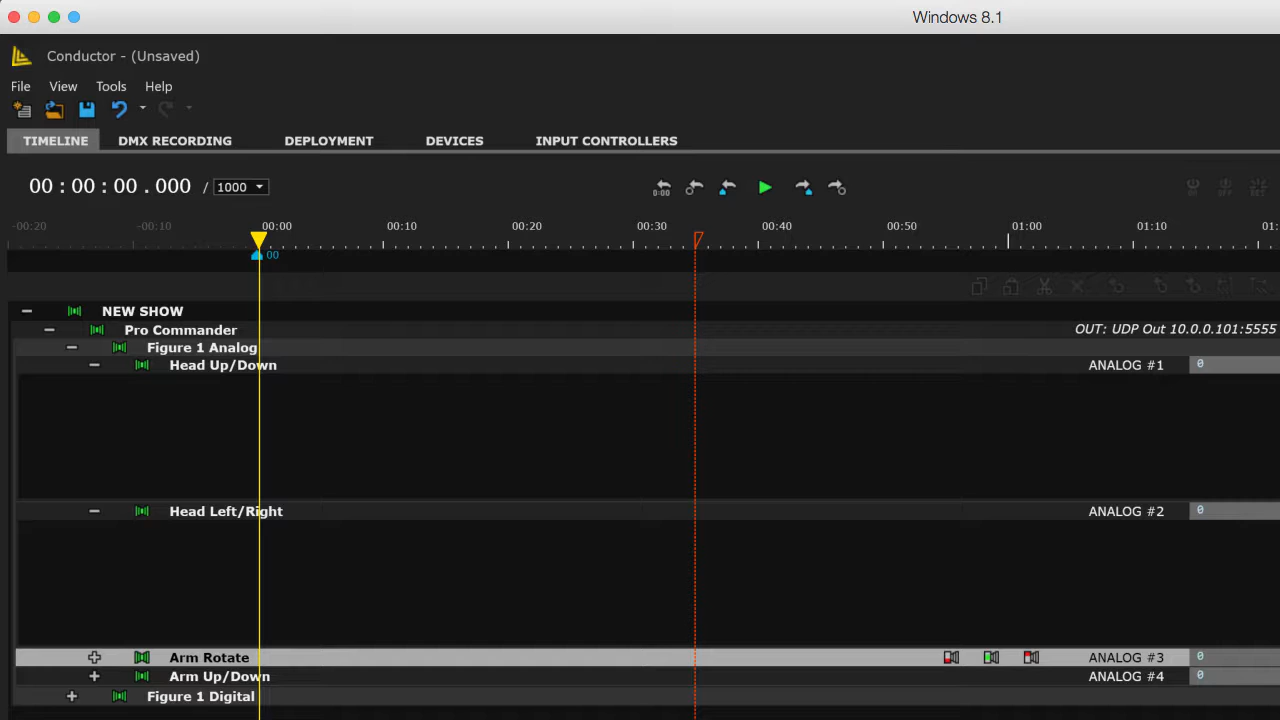 Windows 8.1
Conductor - (Unsaved)
File View Tools Help
TIMELINE DMX RECORDING DEPLOYMENT DEVICES INPUT CONTROLLERS
00:00:00.000 / 1000 0:00
-00:20 -00:10 00:00 00:10 00:20 00:30 00:40 00:50 01:00 01:10 01:
00
NEW SHOW
Pro Commander OUT: UDP Out 10.0.0.101:5555
Figure 1 Analog
Head Up/Down ANALOG #1 0
Head Left/Right ANALOG #2 0
Arm Rotate ANALOG #3 0
Arm Up/Down ANALOG #4 0
Figure 1 Digital